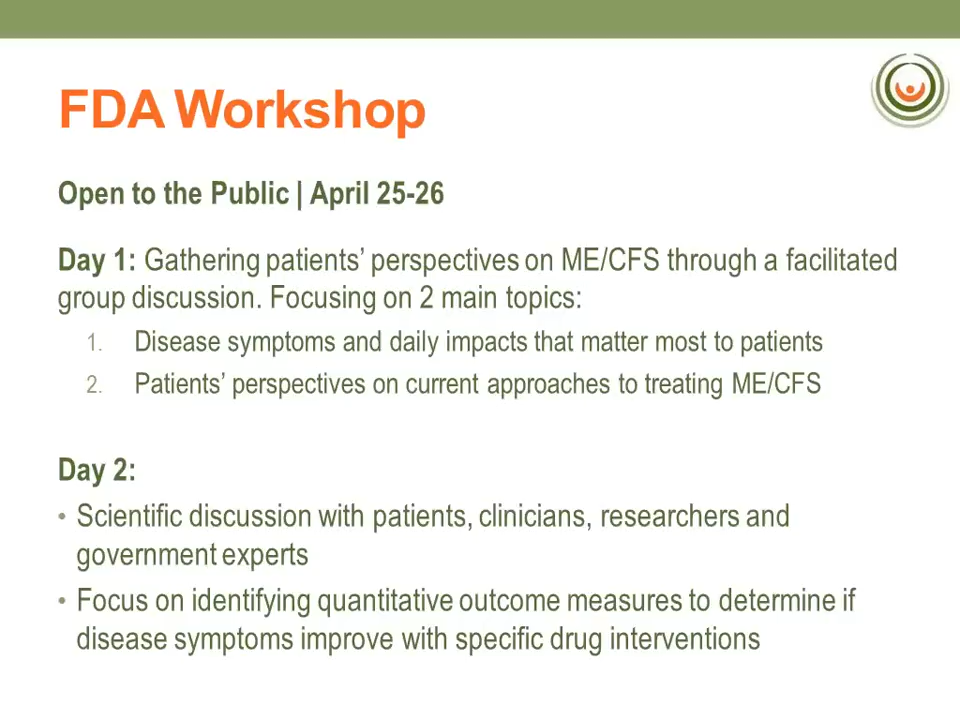 FDA Workshop
Open to the Public | April 25-26
Day 1: Gathering patients’ perspectives on ME/CFS through a facilitated
group discussion. Focusing on 2 main topics:
1. Disease symptoms and daily impacts that matter most to patients
2. Patients’ perspectives on current approaches to treating ME/CFS
Day 2:
• Scientific discussion with patients, clinicians, researchers and
government experts
• Focus on identifying quantitative outcome measures to determine if
disease symptoms improve with specific drug interventions